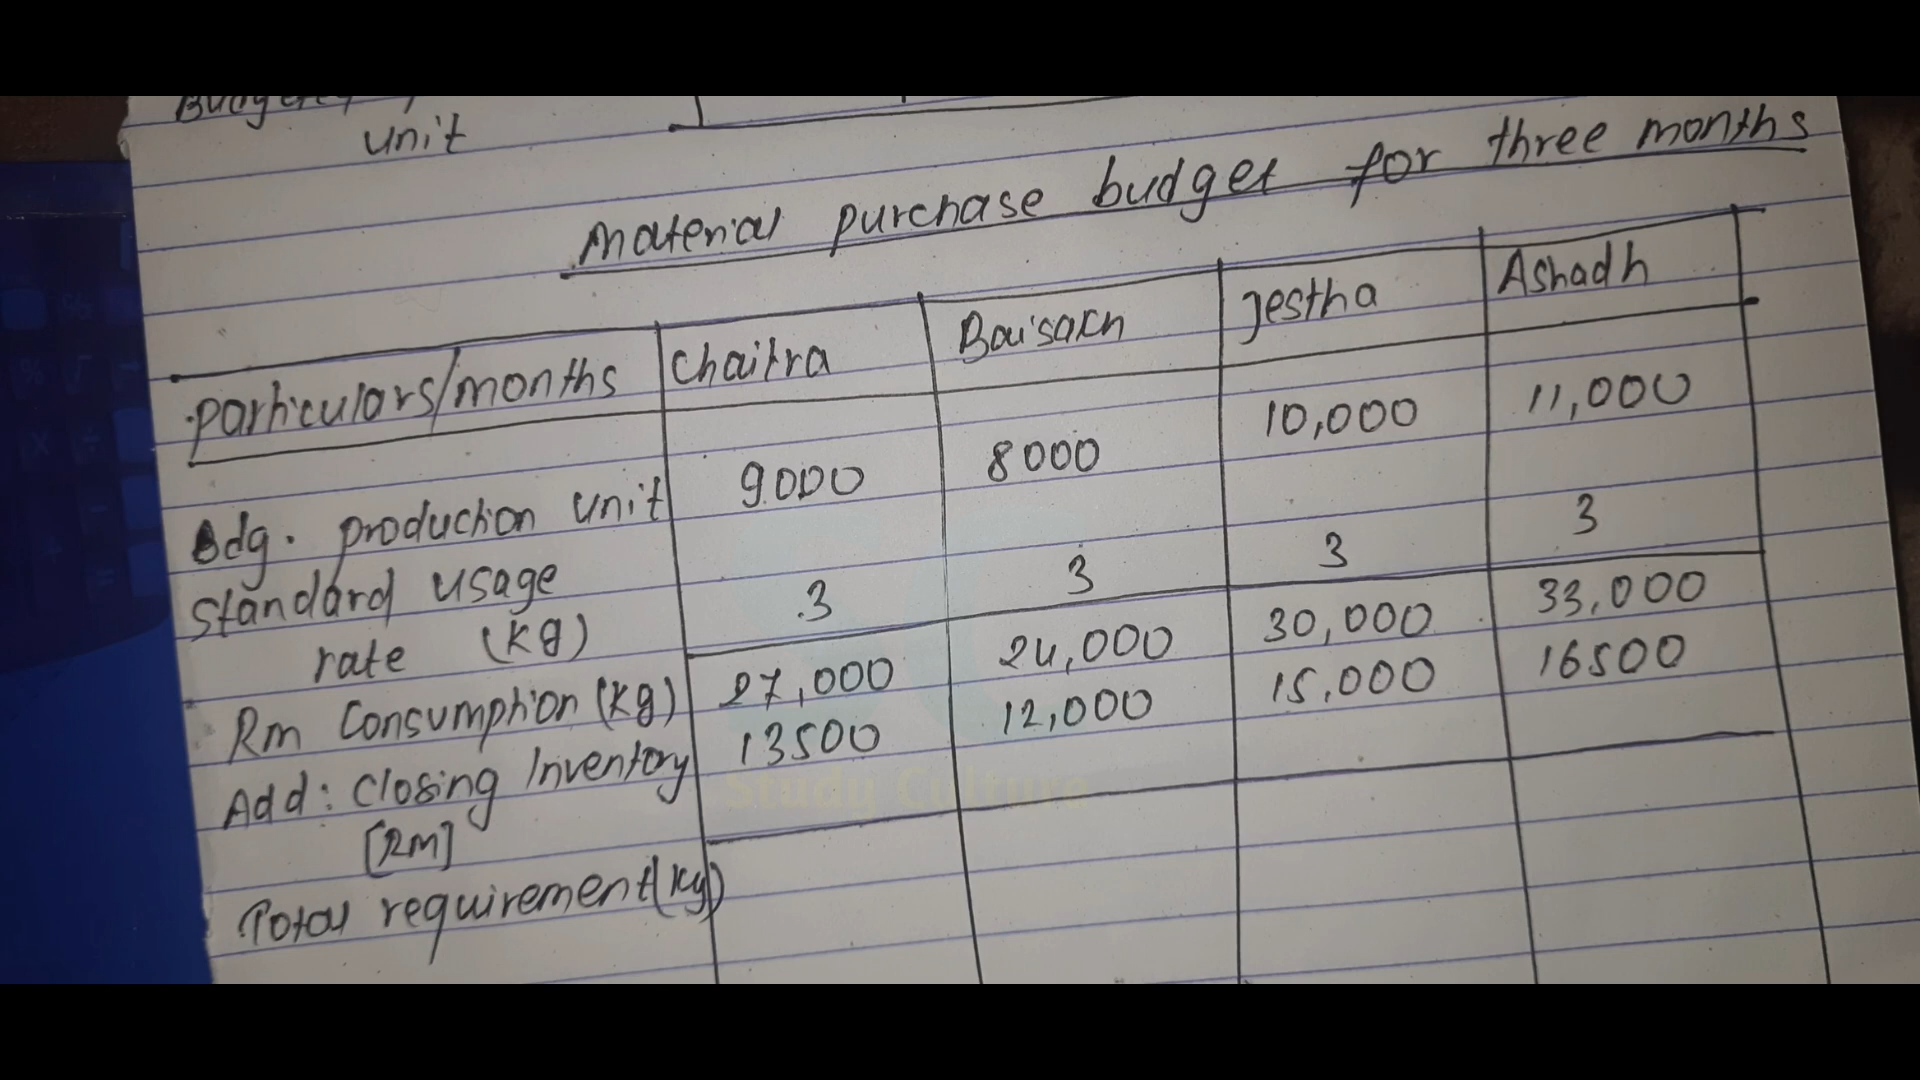 unit
Material purchase budget for three months
Particulars/months Chaitra Baisakh Jestha Ashadh
Bdg. production unit 9000 8000 10,000 11,000
Standard usage
rate (kg) 3 3 3 3
Rm Consumption (kg) 27,000 24,000 30,000 33,000
Add: Closing Inventory 13500 12,000 15,000 16500
[RM]
Total requirement (kg)
Study Culture